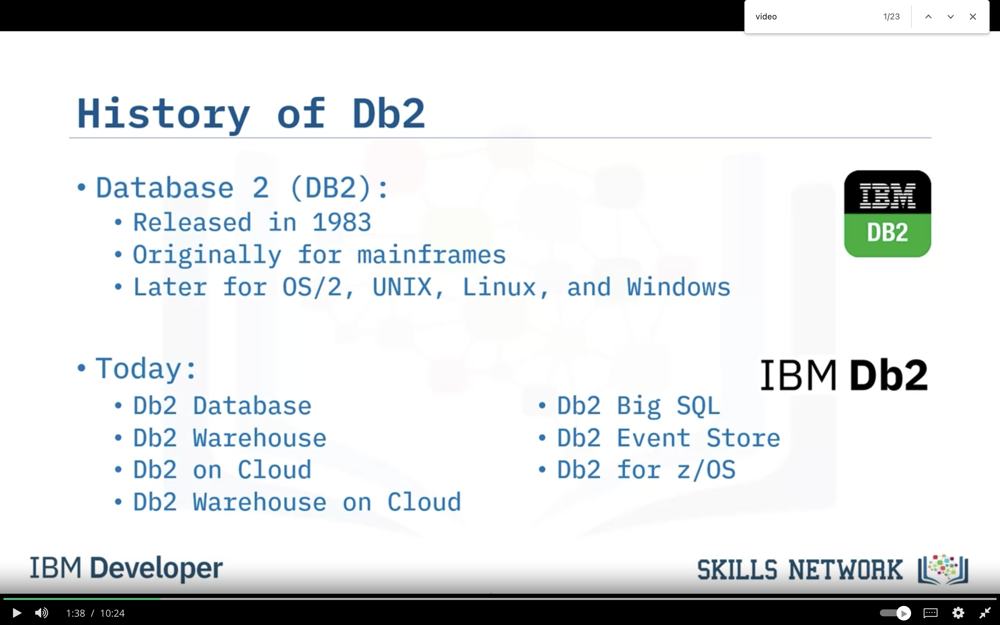 video 1/23
History of Db2
• Database 2 (DB2):
• Released in 1983
• Originally for mainframes
• Later for OS/2, UNIX, Linux, and Windows
IBM
DB2
• Today:
IBM Db2
• Db2 Database
• Db2 Warehouse
• Db2 on Cloud
• Db2 Warehouse on Cloud
• Db2 Big SQL
• Db2 Event Store
• Db2 for z/OS
IBM Developer
SKILLS NETWORK
1:38 / 10:24